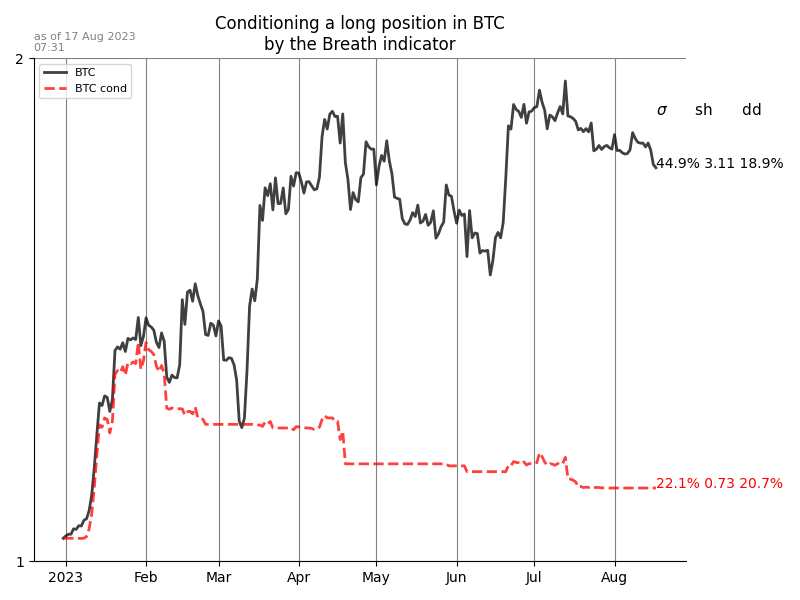 Conditioning a long position in BTC
by the Breath indicator
as of 17 Aug 2023
07:31
2
BTC
BTC cond
σ sh dd
44.9% 3.11 18.9%
22.1% 0.73 20.7%
1
2023 Feb Mar Apr May Jun Jul Aug